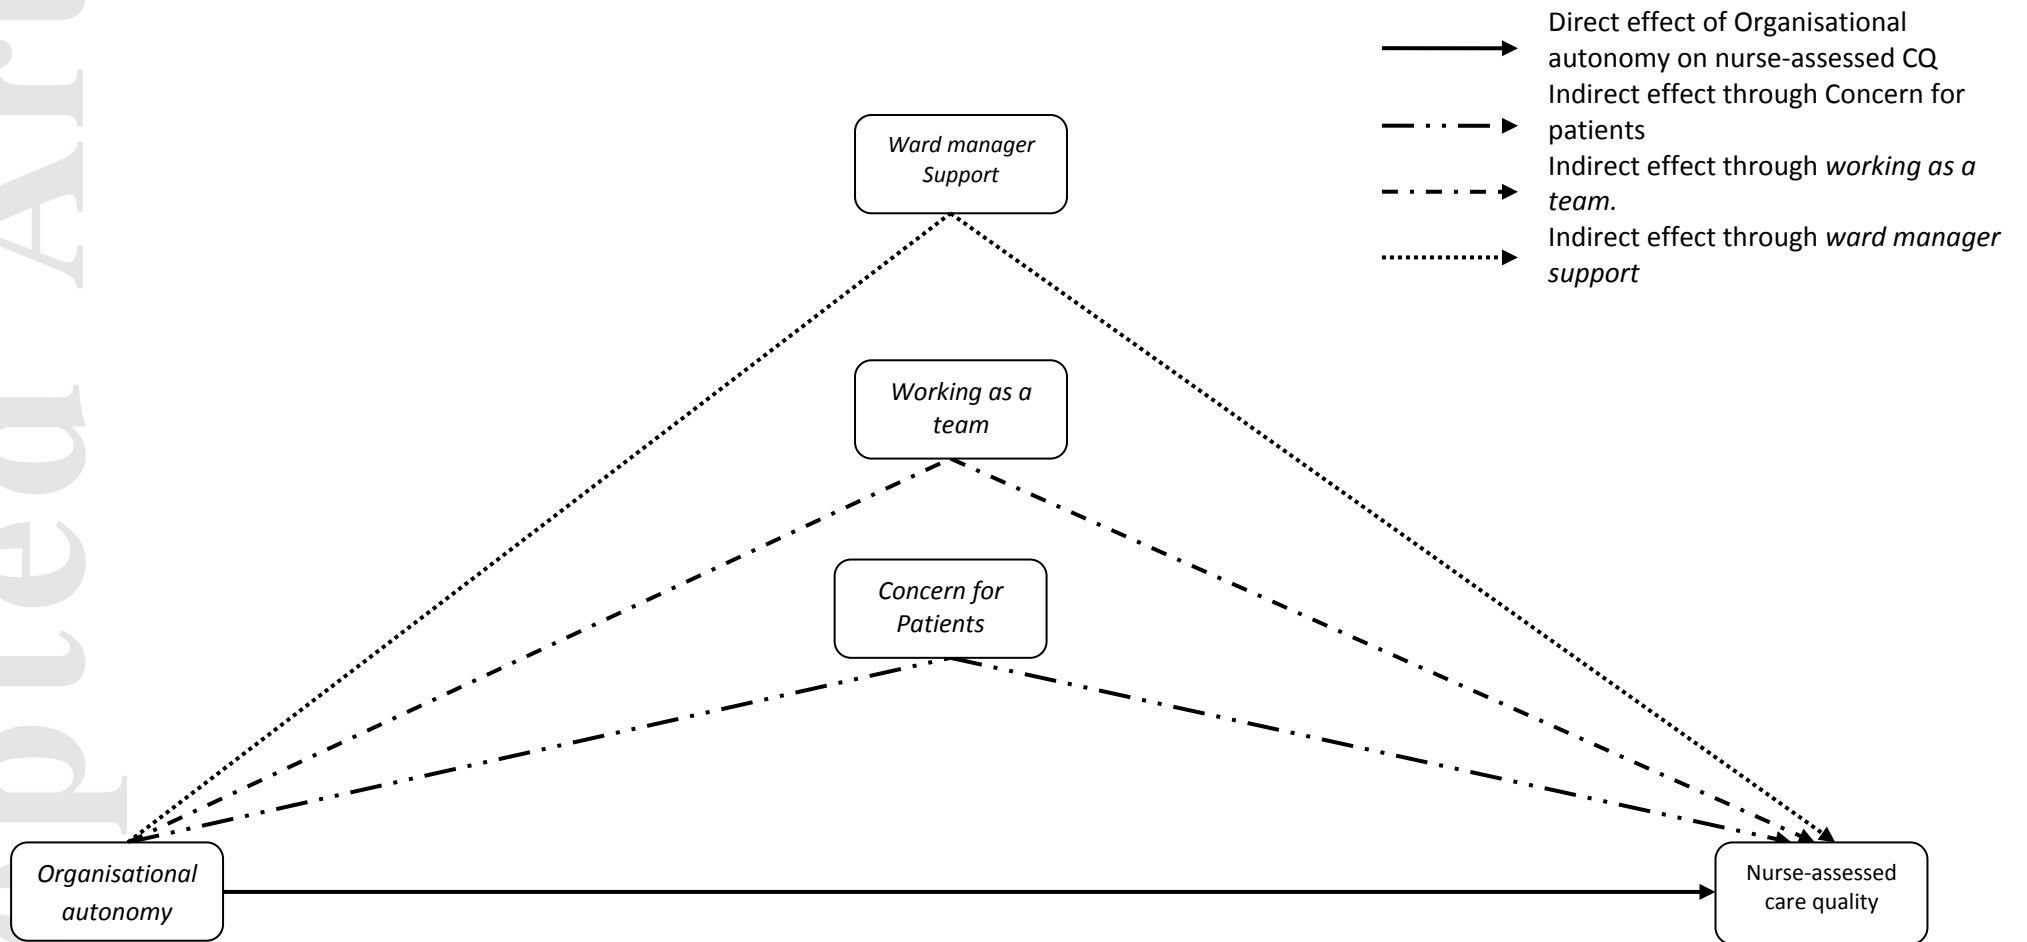 Direct effect of Organisational
autonomy on nurse-assessed CQ
Indirect effect through Concern for
patients
Indirect effect through working as a
team.
Indirect effect through ward manager
support
Ward manager
Support
Working as a
team
Concern for
Patients
Organisational
autonomy
Nurse-assessed
care quality